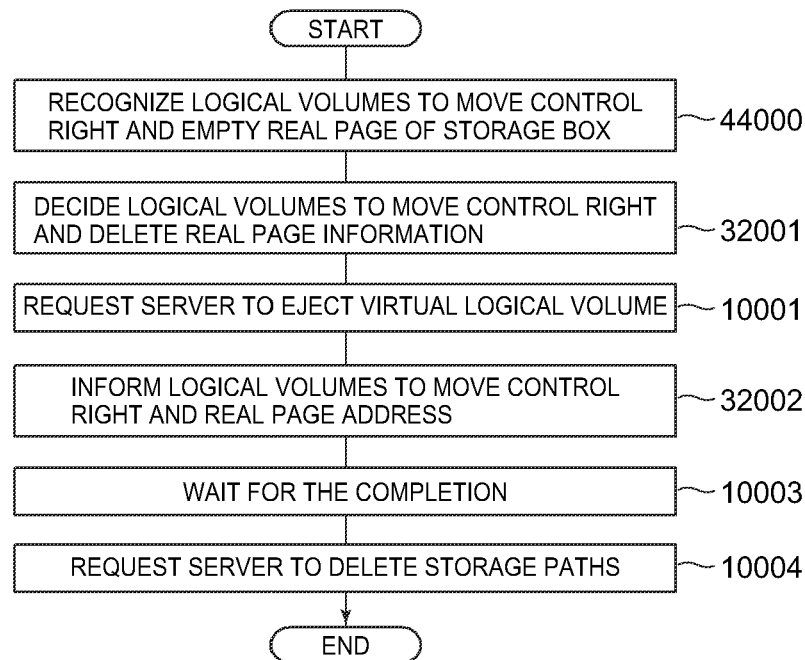 START
RECOGNIZE LOGICAL VOLUMES TO MOVE CONTROL
RIGHT AND EMPTY REAL PAGE OF STORAGE BOX
44000
DECIDE LOGICAL VOLUMES TO MOVE CONTROL RIGHT
AND DELETE REAL PAGE INFORMATION
32001
REQUEST SERVER TO EJECT VIRTUAL LOGICAL VOLUME
10001
INFORM LOGICAL VOLUMES TO MOVE CONTROL
RIGHT AND REAL PAGE ADDRESS
32002
WAIT FOR THE COMPLETION
10003
REQUEST SERVER TO DELETE STORAGE PATHS
10004
END